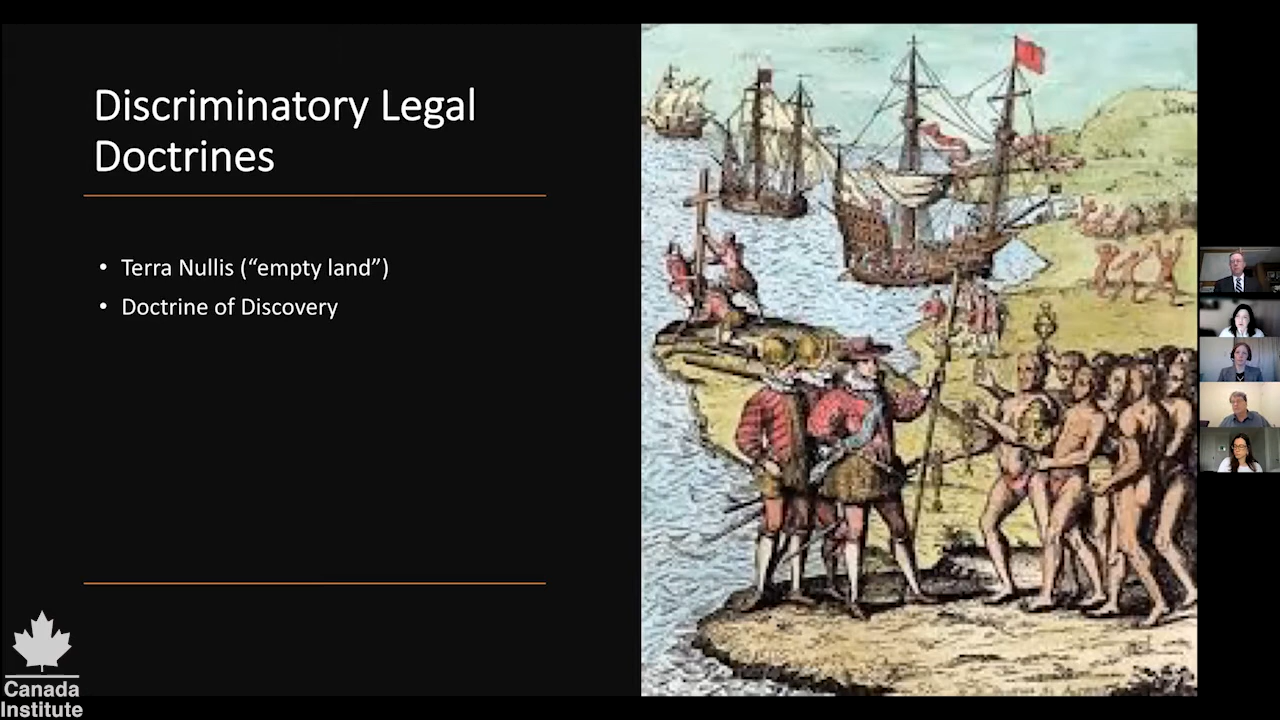 Discriminatory Legal
Doctrines
• Terra Nullis (“empty land”)
• Doctrine of Discovery
Canada
Institute